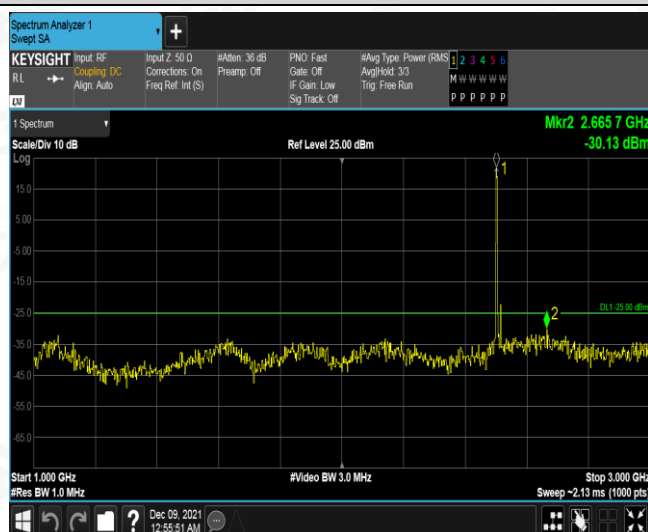 Spectrum Analyzer 1
Swept SA
+
KEYSIGHT
RL
LXI
Input: RF
Coupling: DC
Align: Auto
Input Z: 50 Ω
Corrections: On
Freq Ref: Int (S)
#Atten: 36 dB
Preamp: Off
PNO: Fast
Gate: Off
IF Gain: Low
Sig Track: Off
#Avg Type: Power (RMS
Avg|Hold: 3/3
Trig: Free Run
1 2 3 4 5 6
M W W W W W
P P P P P P
1 Spectrum
Scale/Div 10 dB
Ref Level 25.00 dBm
Mkr2 2.665 7 GHz
-30.13 dBm
Log
1
15.0
5.00
-5.00
-15.0
-25.0
DL1 -25.00 dBm
2
-35.0
-45.0
-55.0
-65.0
Start 1.000 GHz
#Video BW 3.0 MHz
Stop 3.000 GHz
#Res BW 1.0 MHz
Sweep ~2.13 ms (1000 pts)
?
Dec 09, 2021
12:55:51 AM